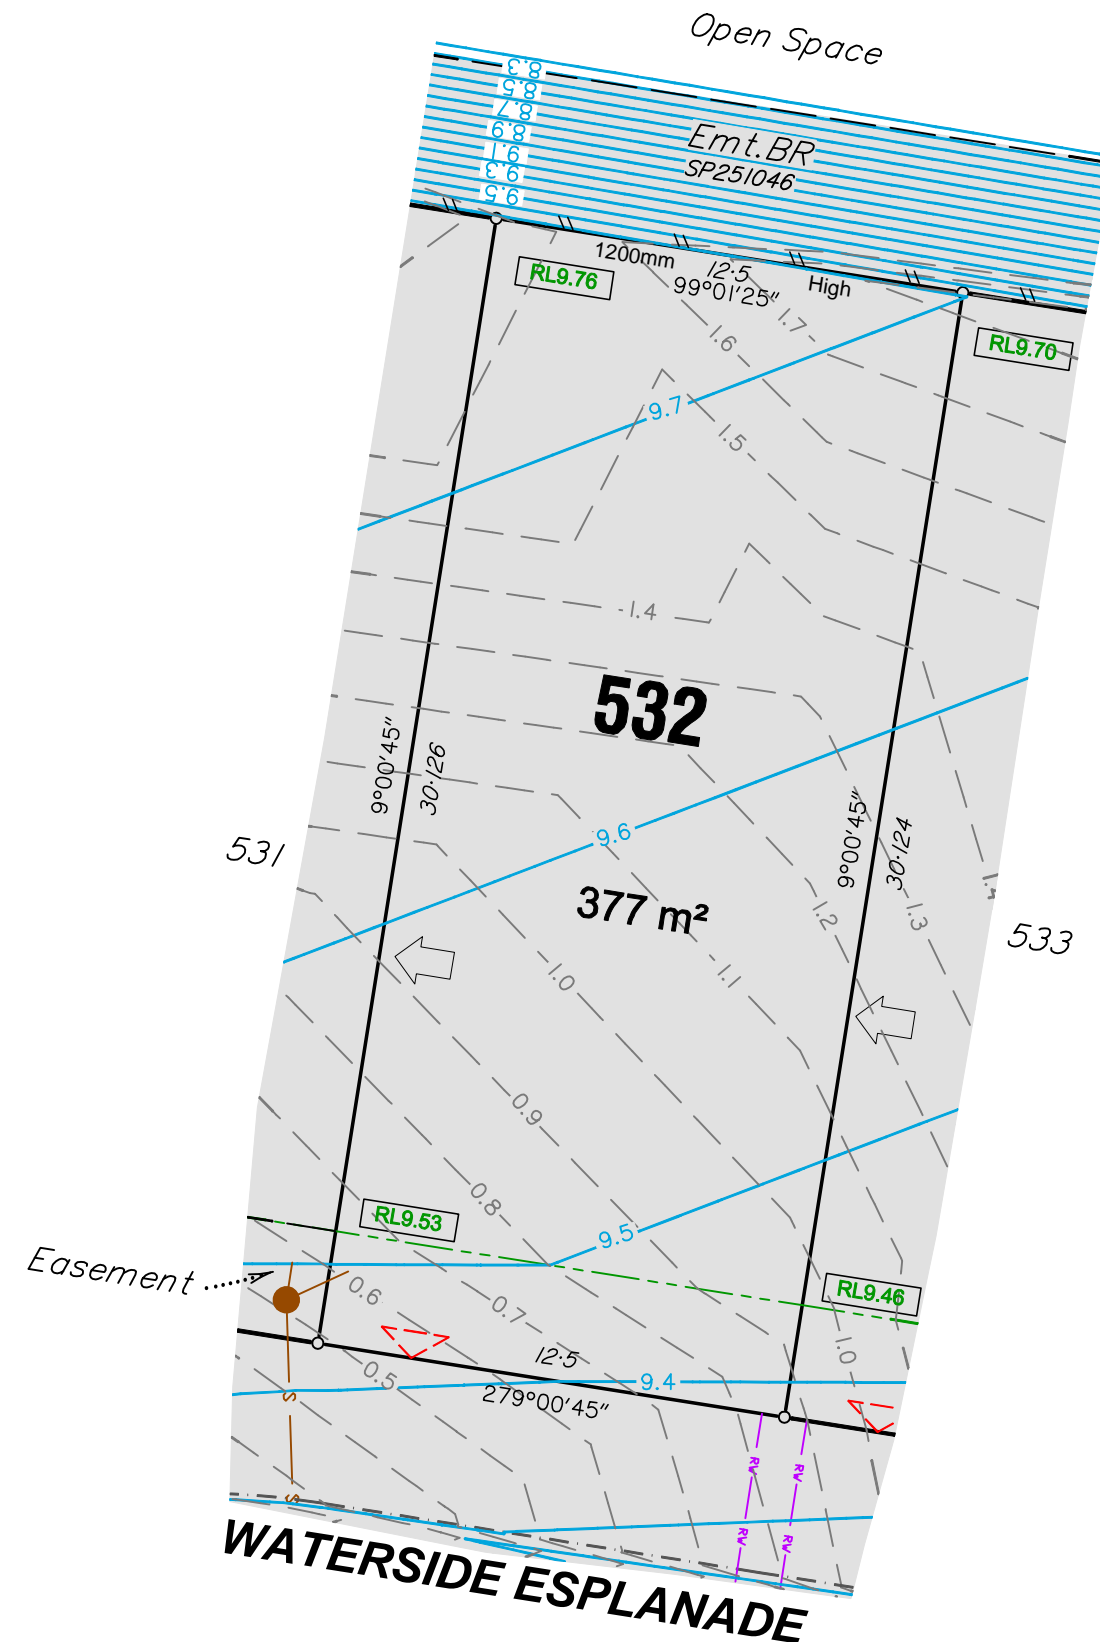 Open Space
8.3
8.5
8.7
8.9
9.1
9.3
9.5
Emt.BR
SP251046
1200mm
High
12·5
99°01'25"
RL9.76
RL9.70
1.7
1.6
9.7
1.5
1.4
532
9°00'45"
30·126
9°00'45"
30·124
9.6
531
377 m²
1.4
1.2
1.3
533
1.1
1.0
0.9
0.8
RL9.53
9.5
Easement
RL9.46
0.6
0.7
1.0
12·5
0.5
9.4
279°00'45"
S
S
RW
RW
RW
RW
WATERSIDE ESPLANADE